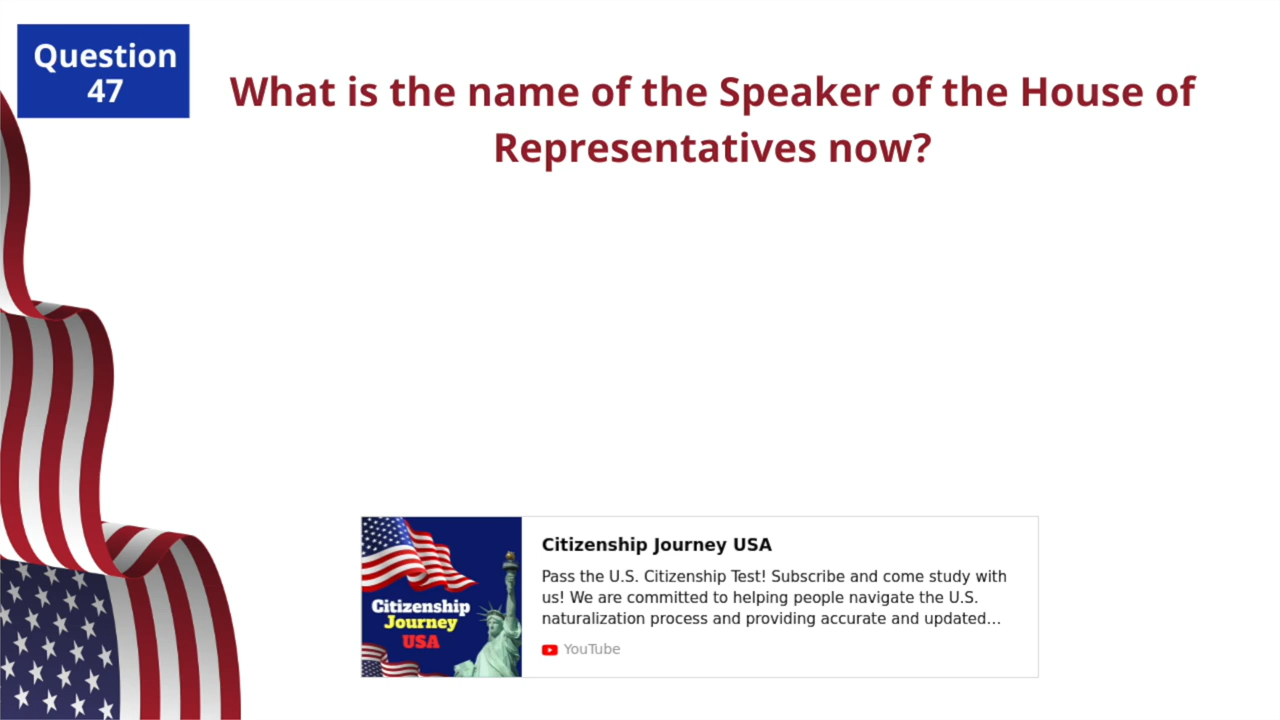 Question
47
What is the name of the Speaker of the House of
Representatives now?
Citizenship Journey USA
Pass the U.S. Citizenship Test! Subscribe and come study with
us! We are committed to helping people navigate the U.S.
naturalization process and providing accurate and updated...
YouTube
Citizenship
Journey
USA